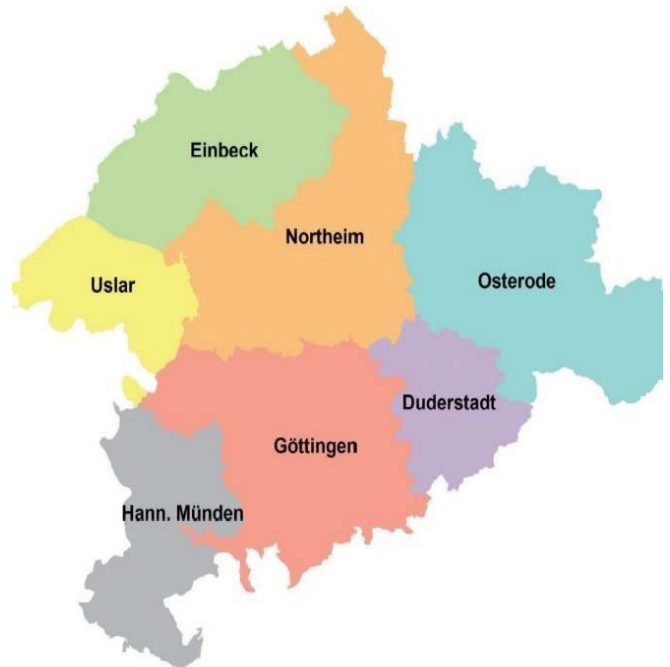 Einbeck
Northeim
Uslar
Osterode
Duderstadt
Göttingen
Hann. Münden